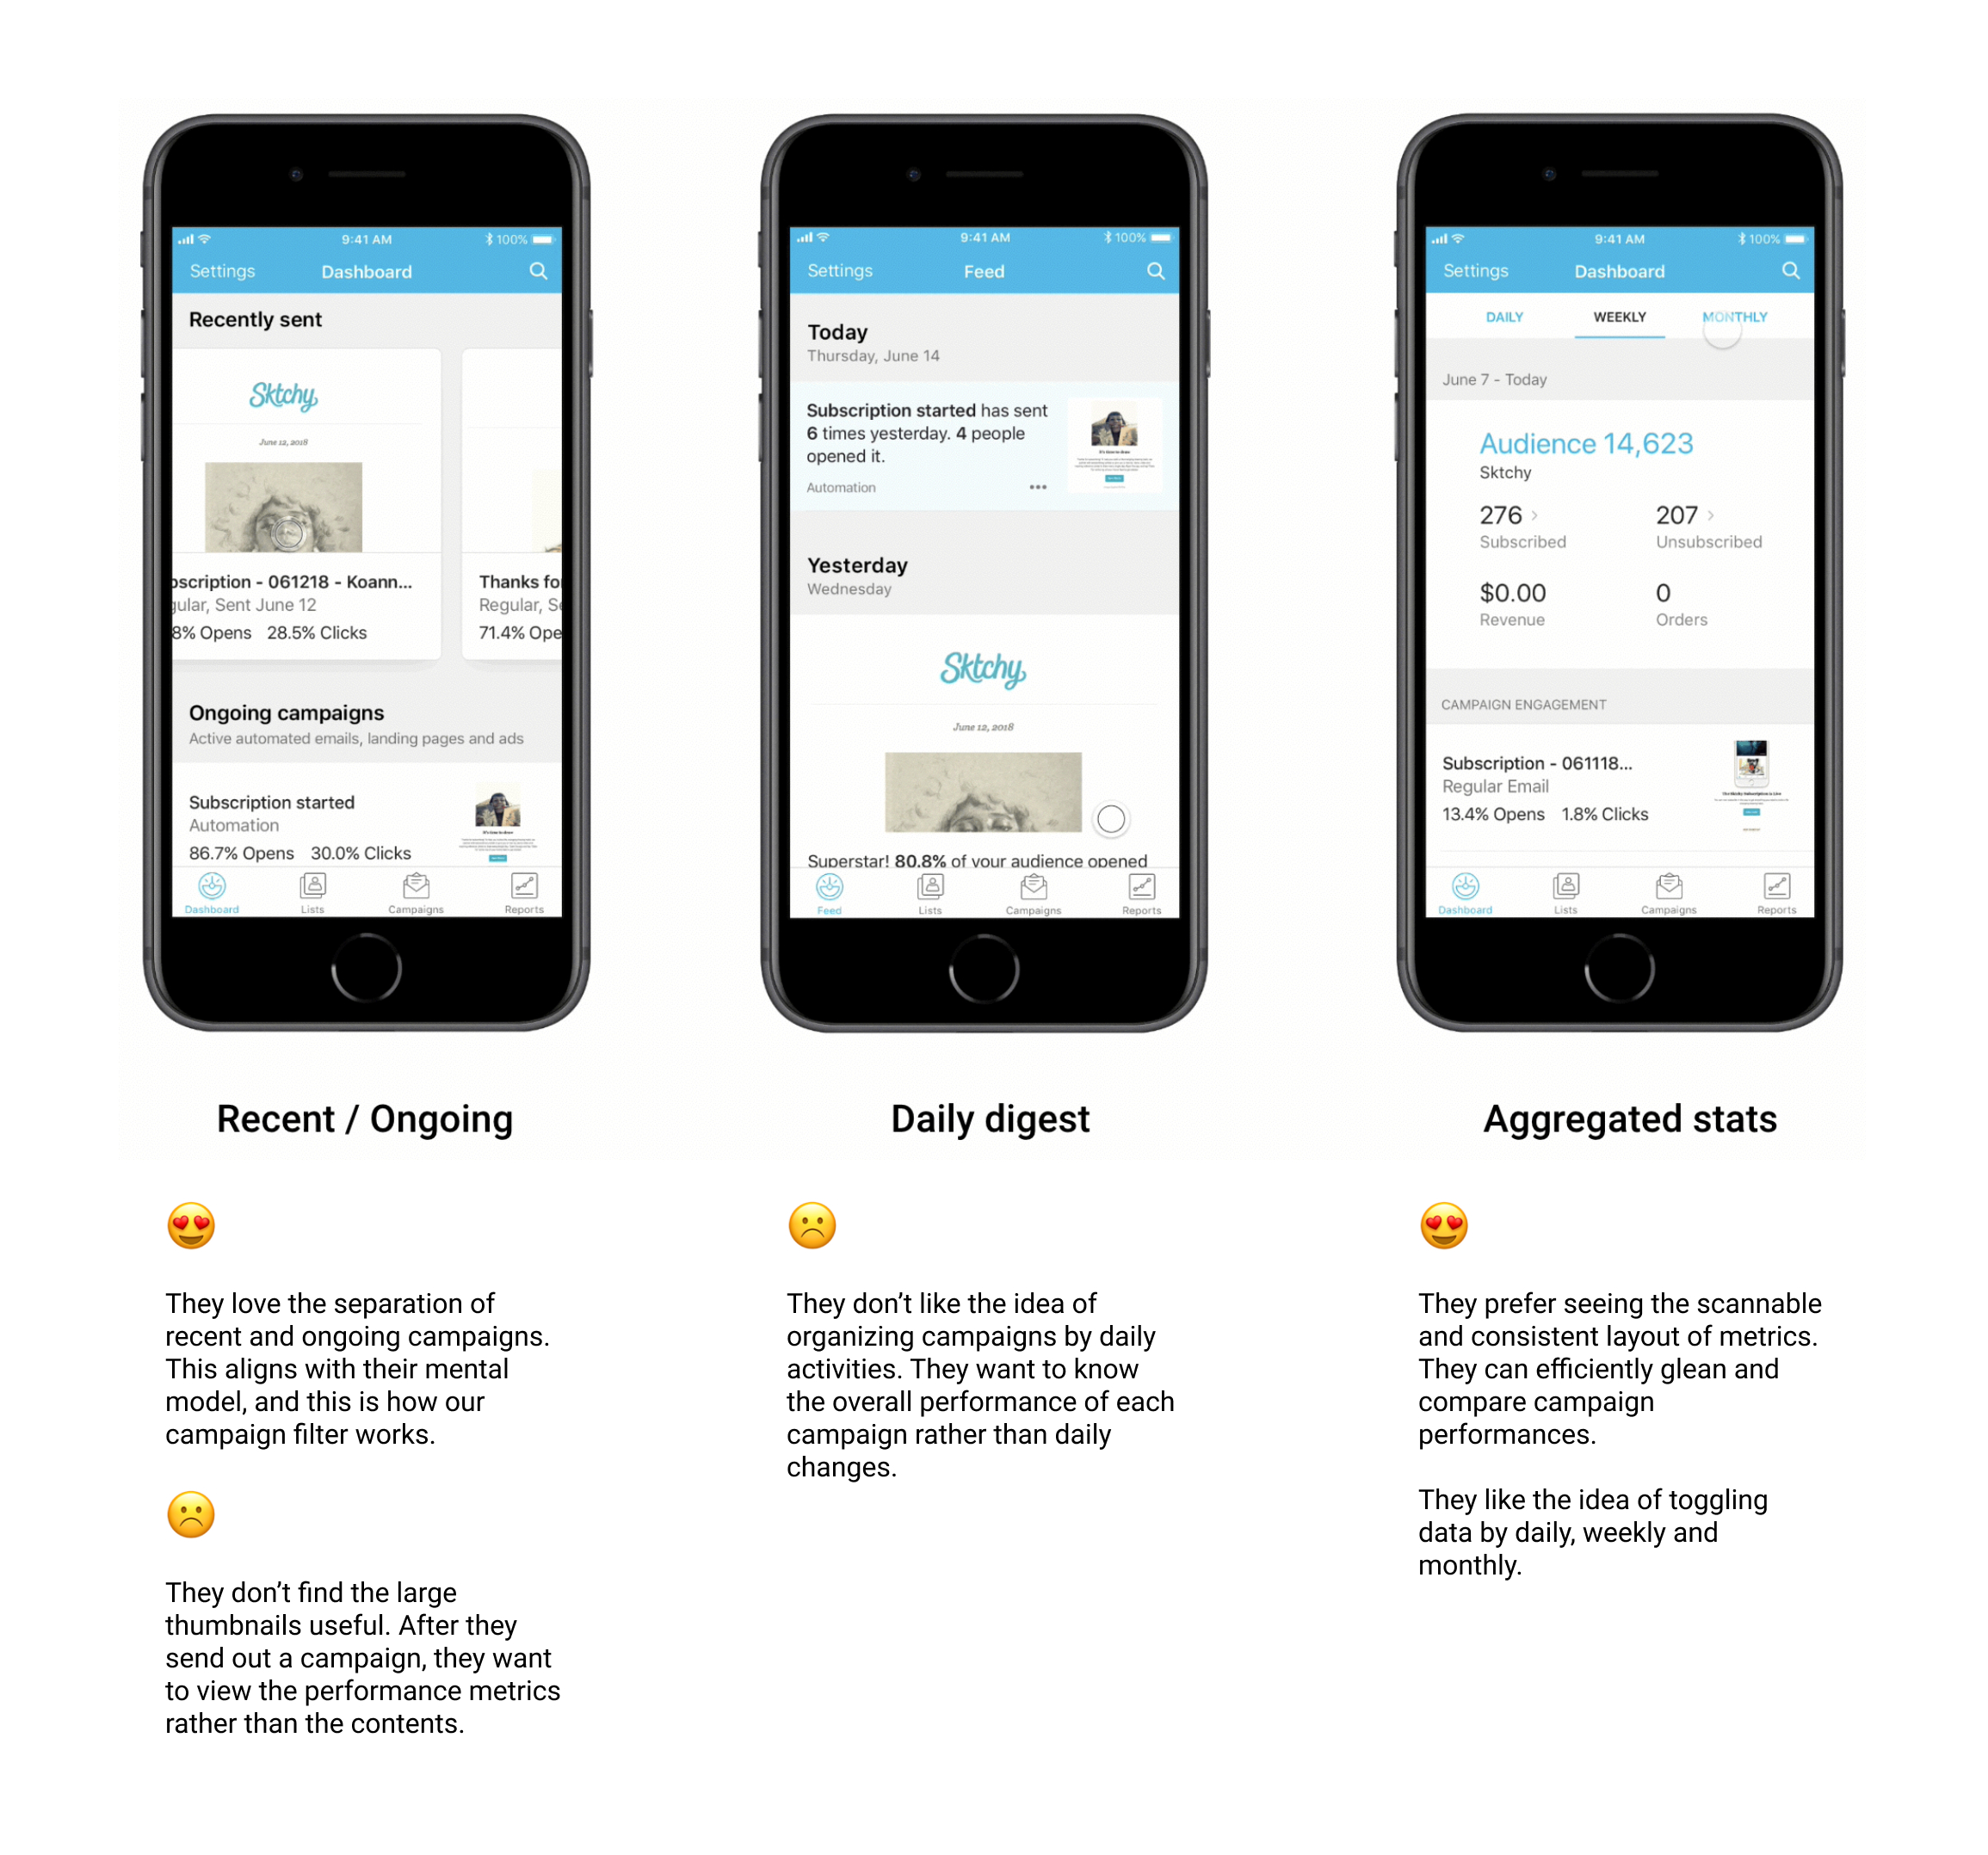 9:41 AM
100%
Settings
Dashboard
Recently sent
Sktchy
June 12, 2018
bscription - 061218 - Koann...
gular, Sent June 12
8% Opens 28.5% Clicks
Thanks fo
Regular, Se
71.4% Ope
Ongoing campaigns
Active automated emails, landing pages and ads
Subscription started
Automation
86.7% Opens 30.0% Clicks
It's time to draw
Dashboard
Lists
Campaigns
Reports
9:41 AM
100%
Settings
Feed
Today
Thursday, June 14
Subscription started has sent
6 times yesterday. 4 people
opened it.
Automation
It's time to draw
Yesterday
Wednesday
Sktchy
June 12, 2018
Superstar! 80.8% of your audience opened
Feed
Lists
Campaigns
Reports
9:41 AM
100%
Settings
Dashboard
DAILY
WEEKLY
MONTHLY
June 7 - Today
Audience 14,623
Sktchy
276
Subscribed
207
Unsubscribed
$0.00
Revenue
0
Orders
CAMPAIGN ENGAGEMENT
Subscription - 061118...
Regular Email
13.4% Opens 1.8% Clicks
Dashboard
Lists
Campaigns
Reports
Recent / Ongoing
They love the separation of
recent and ongoing campaigns.
This aligns with their mental
model, and this is how our
campaign filter works.
They don’t find the large
thumbnails useful. After they
send out a campaign, they want
to view the performance metrics
rather than the contents.
Daily digest
They don’t like the idea of
organizing campaigns by daily
activities. They want to know
the overall performance of each
campaign rather than daily
changes.
Aggregated stats
They prefer seeing the scannable
and consistent layout of metrics.
They can efficiently glean and
compare campaign
performances.
They like the idea of toggling
data by daily, weekly and
monthly.